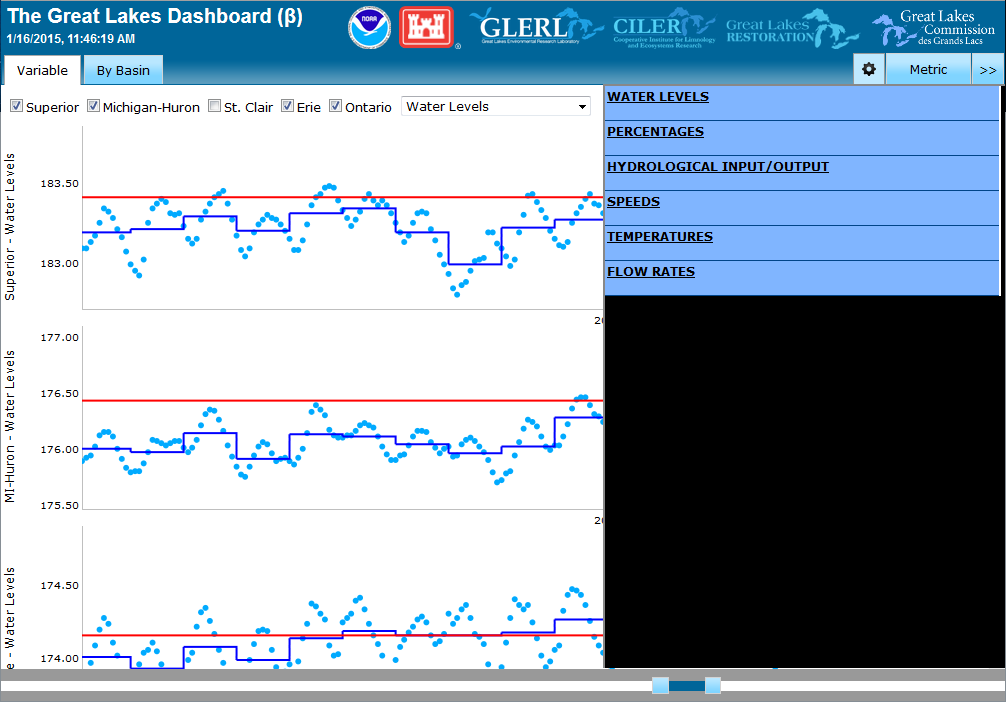 The Great Lakes Dashboard (β)
1/16/2015, 11:46:19 AM
NOAA
®
GLERL
Great Lakes Environmental Research Laboratory
CILER
Cooperative Institute for Limnology
and Ecosystems Research
Great Lakes
RESTORATION
Great Lakes
Commission
des Grands Lacs
Variable
By Basin
Metric
>>
Superior
Michigan-Huron
St. Clair
Erie
Ontario
Water Levels
WATER LEVELS
PERCENTAGES
HYDROLOGICAL INPUT/OUTPUT
SPEEDS
TEMPERATURES
FLOW RATES
Superior - Water Levels
183.50
183.00
20
MI-Huron - Water Levels
177.00
176.50
176.00
175.50
20
e - Water Levels
174.50
174.00